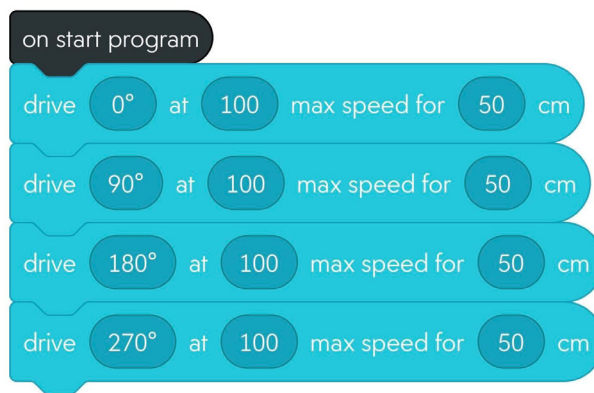 on start program
drive 0° at 100 max speed for 50 cm
drive 90° at 100 max speed for 50 cm
drive 180° at 100 max speed for 50 cm
drive 270° at 100 max speed for 50 cm